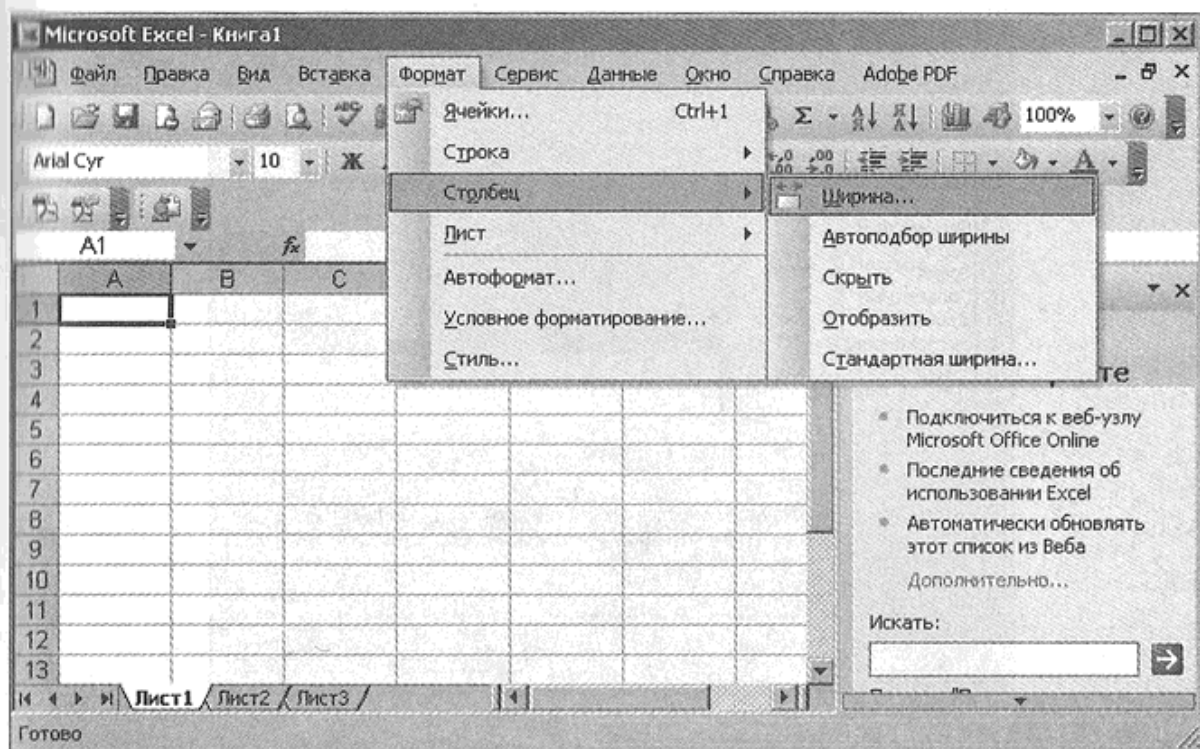 Microsoft Excel - Книга1
Файл Правка Вид Вставка Формат Сервис Данные Окно Справка Adobe PDF
100%
Arial Cyr 10 Ж
A1 fx
Ячейки... Ctrl+1
Строка
Столбец
Лист
Автоформат...
Условное форматирование...
Стиль...
Ширина...
Автоподбор ширины
Скрыть
Отобразить
Стандартная ширина...
A B C
1
2
3
4
5
6
7
8
9
10
11
12
13
Подключиться к веб-узлу
Microsoft Office Online
Последние сведения об
использовании Excel
Автоматически обновлять
этот список из Веба
Дополнительно...
Искать:
Лист1 Лист2 Лист3
Готово